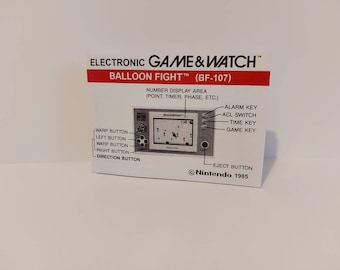 ELECTRONIC GAME & WATCH™
BALLOON FIGHT™ (BF-107)
NUMBER DISPLAY AREA
(POINT, TIMER, PHASE, ETC.)
ALARM KEY
ACL SWITCH
TIME KEY
GAME KEY
WARP BUTTON
LEFT BUTTON
WARP BUTTON
RIGHT BUTTON
DIRECTION BUTTON
EJECT BUTTON
©Nintendo 1985